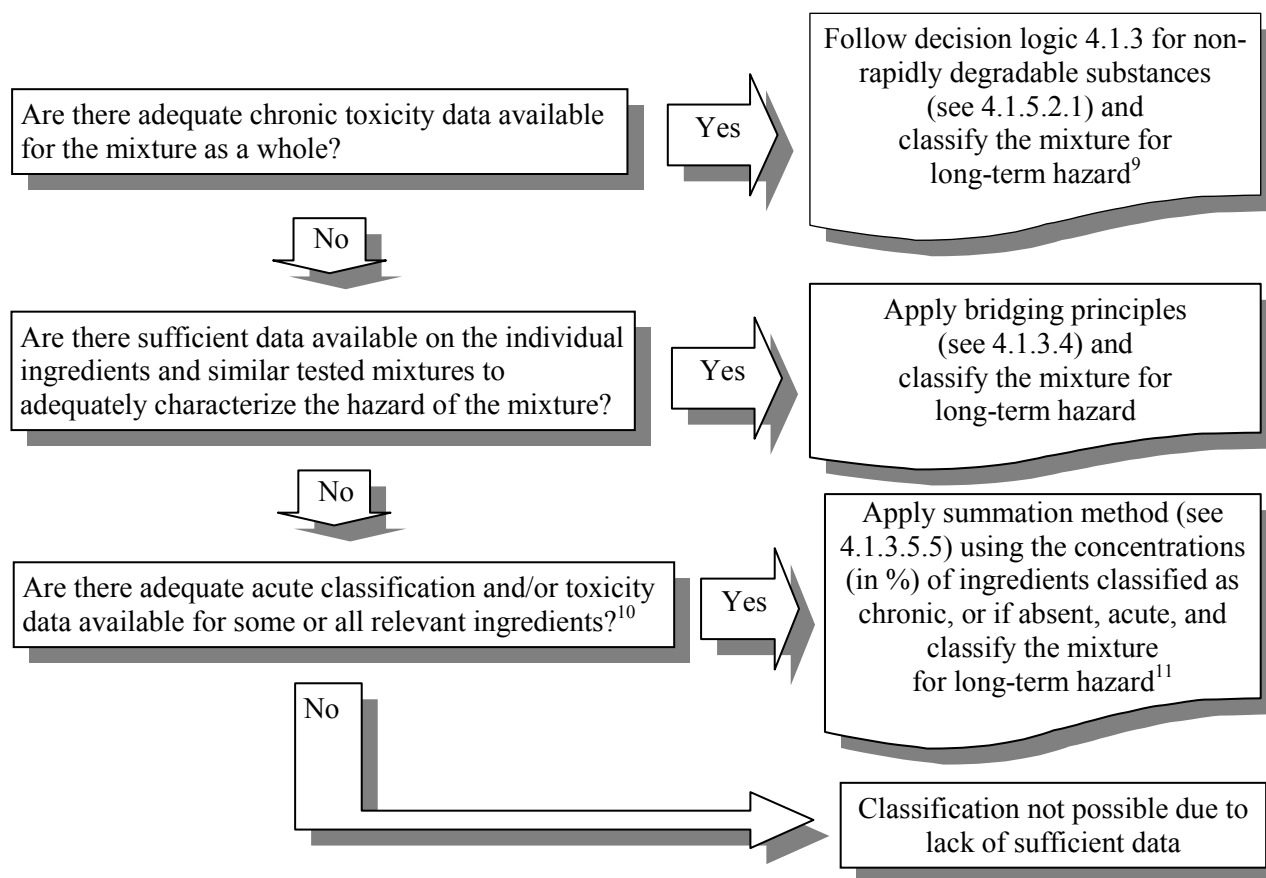 Are there adequate chronic toxicity data available
for the mixture as a whole?
Yes
Follow decision logic 4.1.3 for non-
rapidly degradable substances
(see 4.1.5.2.1) and
classify the mixture for
long-term hazard9
No
Are there sufficient data available on the individual
ingredients and similar tested mixtures to
adequately characterize the hazard of the mixture?
Yes
Apply bridging principles
(see 4.1.3.4) and
classify the mixture for
long-term hazard
No
Are there adequate acute classification and/or toxicity
data available for some or all relevant ingredients?10
Yes
Apply summation method (see
4.1.3.5.5) using the concentrations
(in %) of ingredients classified as
chronic, or if absent, acute, and
classify the mixture
for long-term hazard11
No
Classification not possible due to
lack of sufficient data